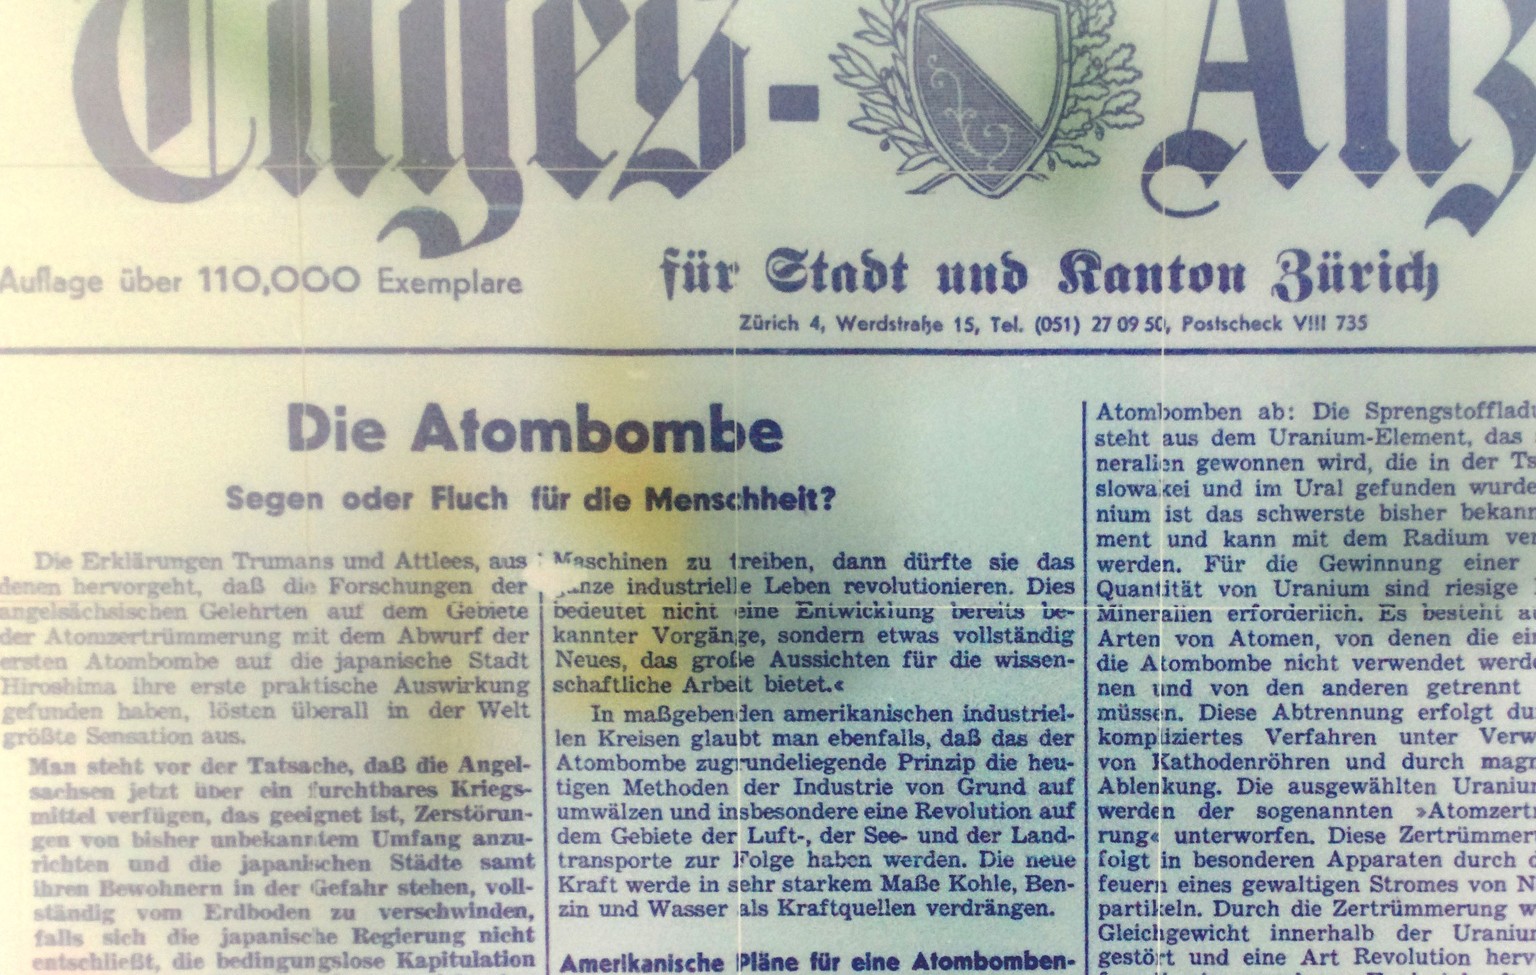 Tages-Anz
Auflage über 110,000 Exemplare
für Stadt und Kanton Zürich
Zürich 4, Werdstraße 15, Tel. (051) 27 09 50, Postscheck VIII 735
Die Atombombe
Segen oder Fluch für die Menschheit?
Die Erklärungen Trumans und Attlees, aus
denen hervorgeht, daß die Forschungen der
angelsächsischen Gelehrten auf dem Gebiete
der Atomzertrümmerung mit dem Abwurf der
ersten Atombombe auf die japanische Stadt
Hiroshima ihre erste praktische Auswirkung
gefunden haben, lösten überall in der Welt
größte Sensation aus.
Man steht vor der Tatsache, daß die Angel-
sachsen jetzt über ein furchtbares Kriegs-
mittel verfügen, das geeignet ist, Zerstörun-
gen von bisher unbekanntem Umfang anzu-
richten und die japanischen Städte samt
ihren Bewohnern in der Gefahr stehen, voll-
ständig vom Erdboden zu verschwinden,
falls sich die japanische Regierung nicht
entschließt, die bedingungslose Kapitulation
Maschinen zu treiben, dann dürfte sie das
ganze industrielle Leben revolutionieren. Dies
bedeutet nicht eine Entwicklung bereits be-
kannter Vorgänge, sondern etwas vollständig
Neues, das große Aussichten für die wissen-
schaftliche Arbeit bietet.«
In maßgebenden amerikanischen industriel-
len Kreisen glaubt man ebenfalls, daß das der
Atombombe zugrundeliegende Prinzip die heu-
tigen Methoden der Industrie von Grund auf
umwälzen und insbesondere eine Revolution auf
dem Gebiete der Luft-, der See- und der Land-
transporte zur Folge haben werden. Die neue
Kraft werde in sehr starkem Maße Kohle, Ben-
zin und Wasser als Kraftquellen verdrängen.
Amerikanische Pläne für eine Atombomben-
Atombomben ab: Die Sprengstoffladu
steht aus dem Uranium-Element, das
neralien gewonnen wird, die in der Ts
slowakei und im Ural gefunden wurde
nium ist das schwerste bisher bekann
ment und kann mit dem Radium ver
werden. Für die Gewinnung einer
Quantität von Uranium sind riesige
Mineralien erforderlich. Es besteht a
Arten von Atomen, von denen die ein
die Atombombe nicht verwendet werde
nen und von den anderen getrennt
müssen. Diese Abtrennung erfolgt du
kompliziertes Verfahren unter Verw
von Kathodenröhren und durch magn
Ablenkung. Die ausgewählten Uraniu
werden der sogenannten »Atomzertr
rung« unterworfen. Diese Zertrümmer
folgt in besonderen Apparaten durch d
feuern eines gewaltigen Stromes von N
partikeln. Durch die Zertrümmerung w
Gleichgewicht innerhalb der Uraniu
gestört und eine Art Revolution herv